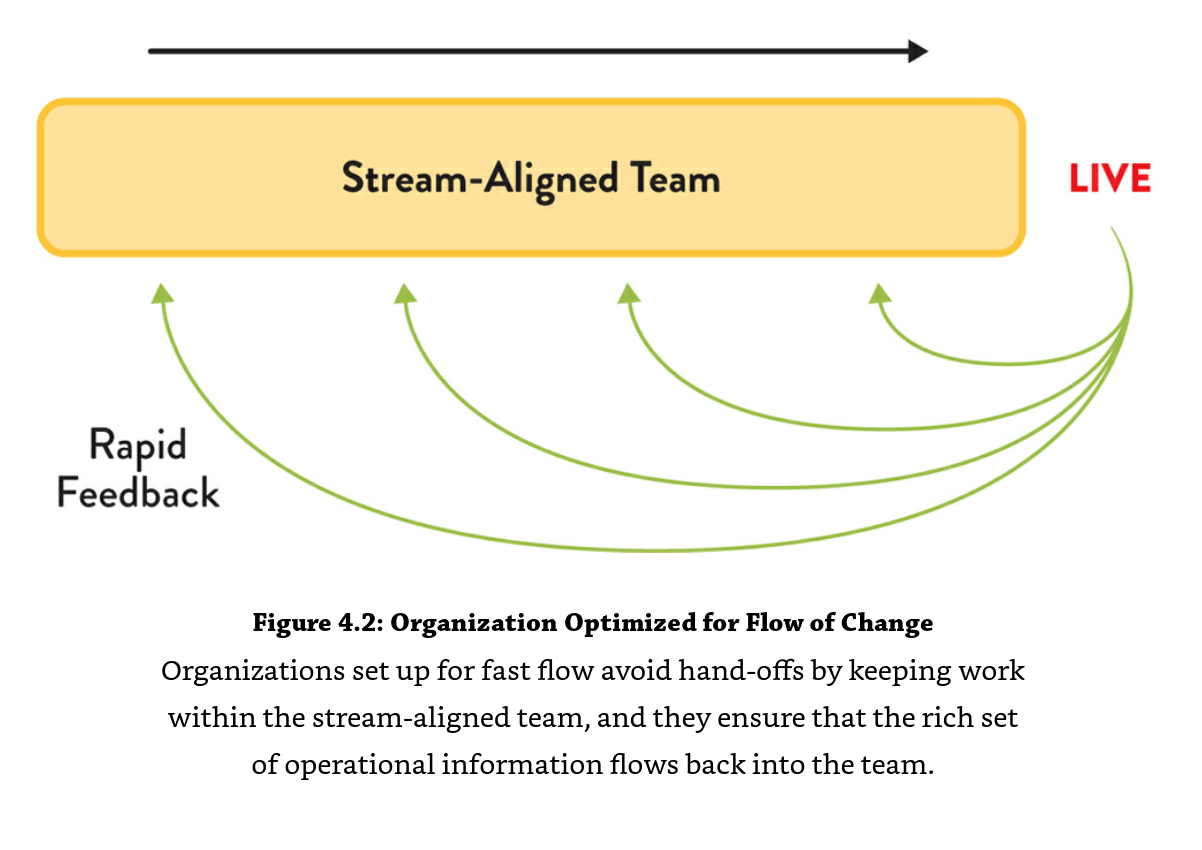 Stream-Aligned Team
LIVE
Rapid
Feedback
Figure 4.2: Organization Optimized for Flow of Change
Organizations set up for fast flow avoid hand-offs by keeping work
within the stream-aligned team, and they ensure that the rich set
of operational information flows back into the team.